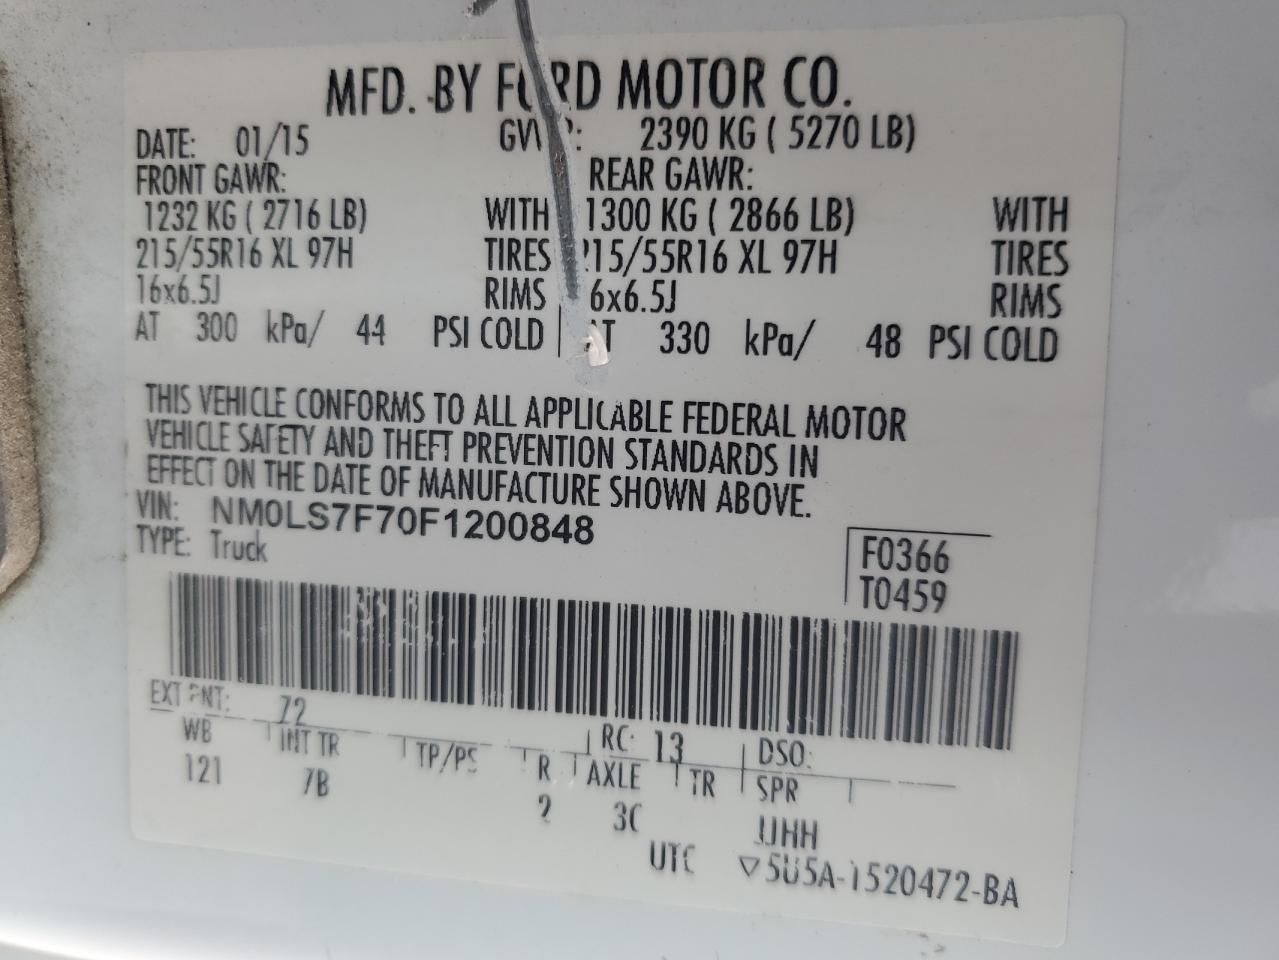 MFD. BY FORD MOTOR CO.
DATE: 01/15 GVWR: 2390 KG ( 5270 LB)
FRONT GAWR: REAR GAWR:
1232 KG ( 2716 LB) WITH 1300 KG ( 2866 LB) WITH
215/55R16 XL 97H TIRES 215/55R16 XL 97H TIRES
16x6.5J RIMS 6x6.5J RIMS
AT 300 kPa/ 44 PSI COLD AT 330 kPa/ 48 PSI COLD
THIS VEHICLE CONFORMS TO ALL APPLICABLE FEDERAL MOTOR
VEHICLE SAFETY AND THEFT PREVENTION STANDARDS IN
EFFECT ON THE DATE OF MANUFACTURE SHOWN ABOVE.
VIN: NM0LS7F70F1200848
TYPE: Truck
F0366
T0459
EXT PNT: 72 RC: 13 DSO:
WB INT TR TP/PS R AXLE TR SPR
121 7B 2 UHH
UTC ▽5U5A-1520472-BA